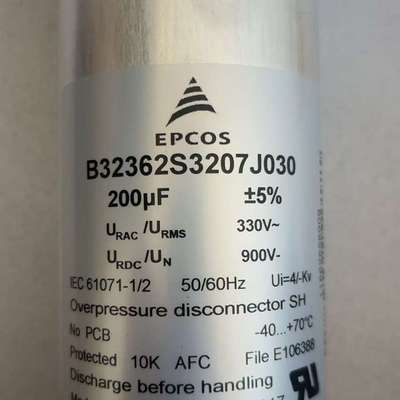 EPCOS
B32362S3207J030
200µF ±5%
URAC /URMS 330V~
URDC /UN 900V-
IEC 61071-1/2 50/60Hz Ui=4/-Kv
Overpressure disconnector SH
No PCB -40...+70°C
Protected 10K AFC File E106388
Discharge before handling